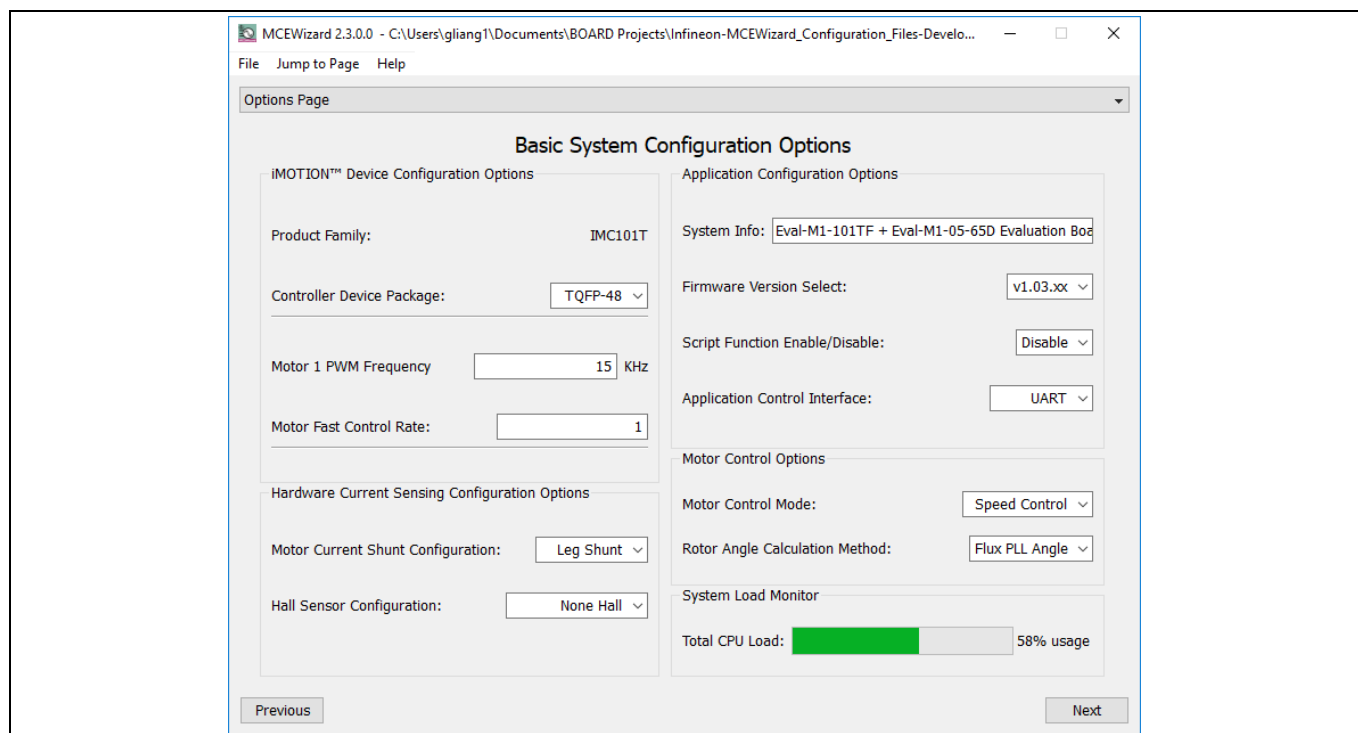 MCEWizard 2.3.0.0 - C:\Users\gliang1\Documents\BOARD Projects\Infineon-MCEWizard_Configuration_Files-Develo...
File Jump to Page Help
Options Page
Basic System Configuration Options
iMOTION™ Device Configuration Options
Product Family: IMC101T
Controller Device Package: TQFP-48
Motor 1 PWM Frequency 15 KHz
Motor Fast Control Rate: 1
Hardware Current Sensing Configuration Options
Motor Current Shunt Configuration: Leg Shunt
Hall Sensor Configuration: None Hall
Application Configuration Options
System Info: Eval-M1-101TF + Eval-M1-05-65D Evaluation Boa
Firmware Version Select: v1.03.xx
Script Function Enable/Disable: Disable
Application Control Interface: UART
Motor Control Options
Motor Control Mode: Speed Control
Rotor Angle Calculation Method: Flux PLL Angle
System Load Monitor
Total CPU Load: 58% usage
Previous
Next